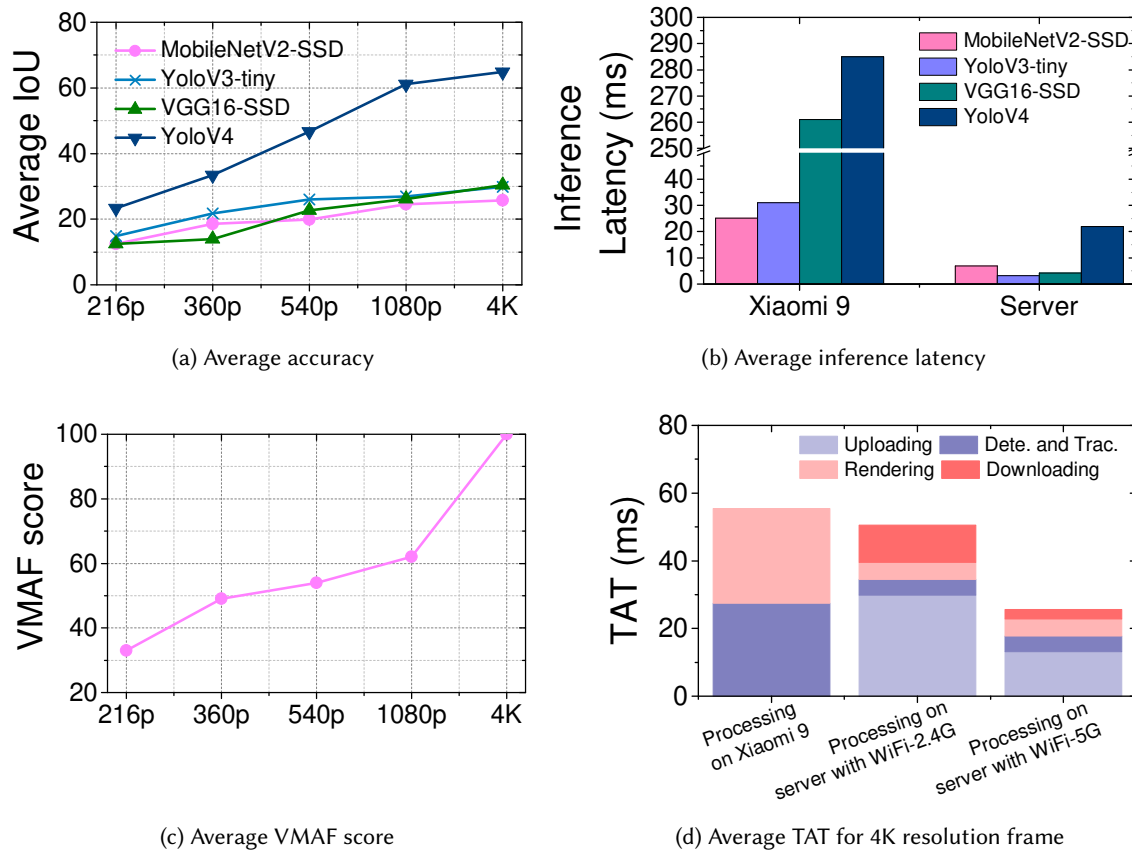 80
60
40
20
0
Average IoU
MobileNetV2-SSD
YoloV3-tiny
VGG16-SSD
YoloV4
216p 360p 540p 1080p 4K
(a) Average accuracy
300
290
280
270
260
250
40
30
20
10
0
Inference
Latency (ms)
MobileNetV2-SSD
YoloV3-tiny
VGG16-SSD
YoloV4
Xiaomi 9 Server
(b) Average inference latency
100
80
60
40
20
VMAF score
216p 360p 540p 1080p 4K
(c) Average VMAF score
80
60
40
20
0
TAT (ms)
Uploading Dete. and Trac.
Rendering Downloading
Processing
on Xiaomi 9
Processing on
server with WiFi-2.4G
Processing on
server with WiFi-5G
(d) Average TAT for 4K resolution frame